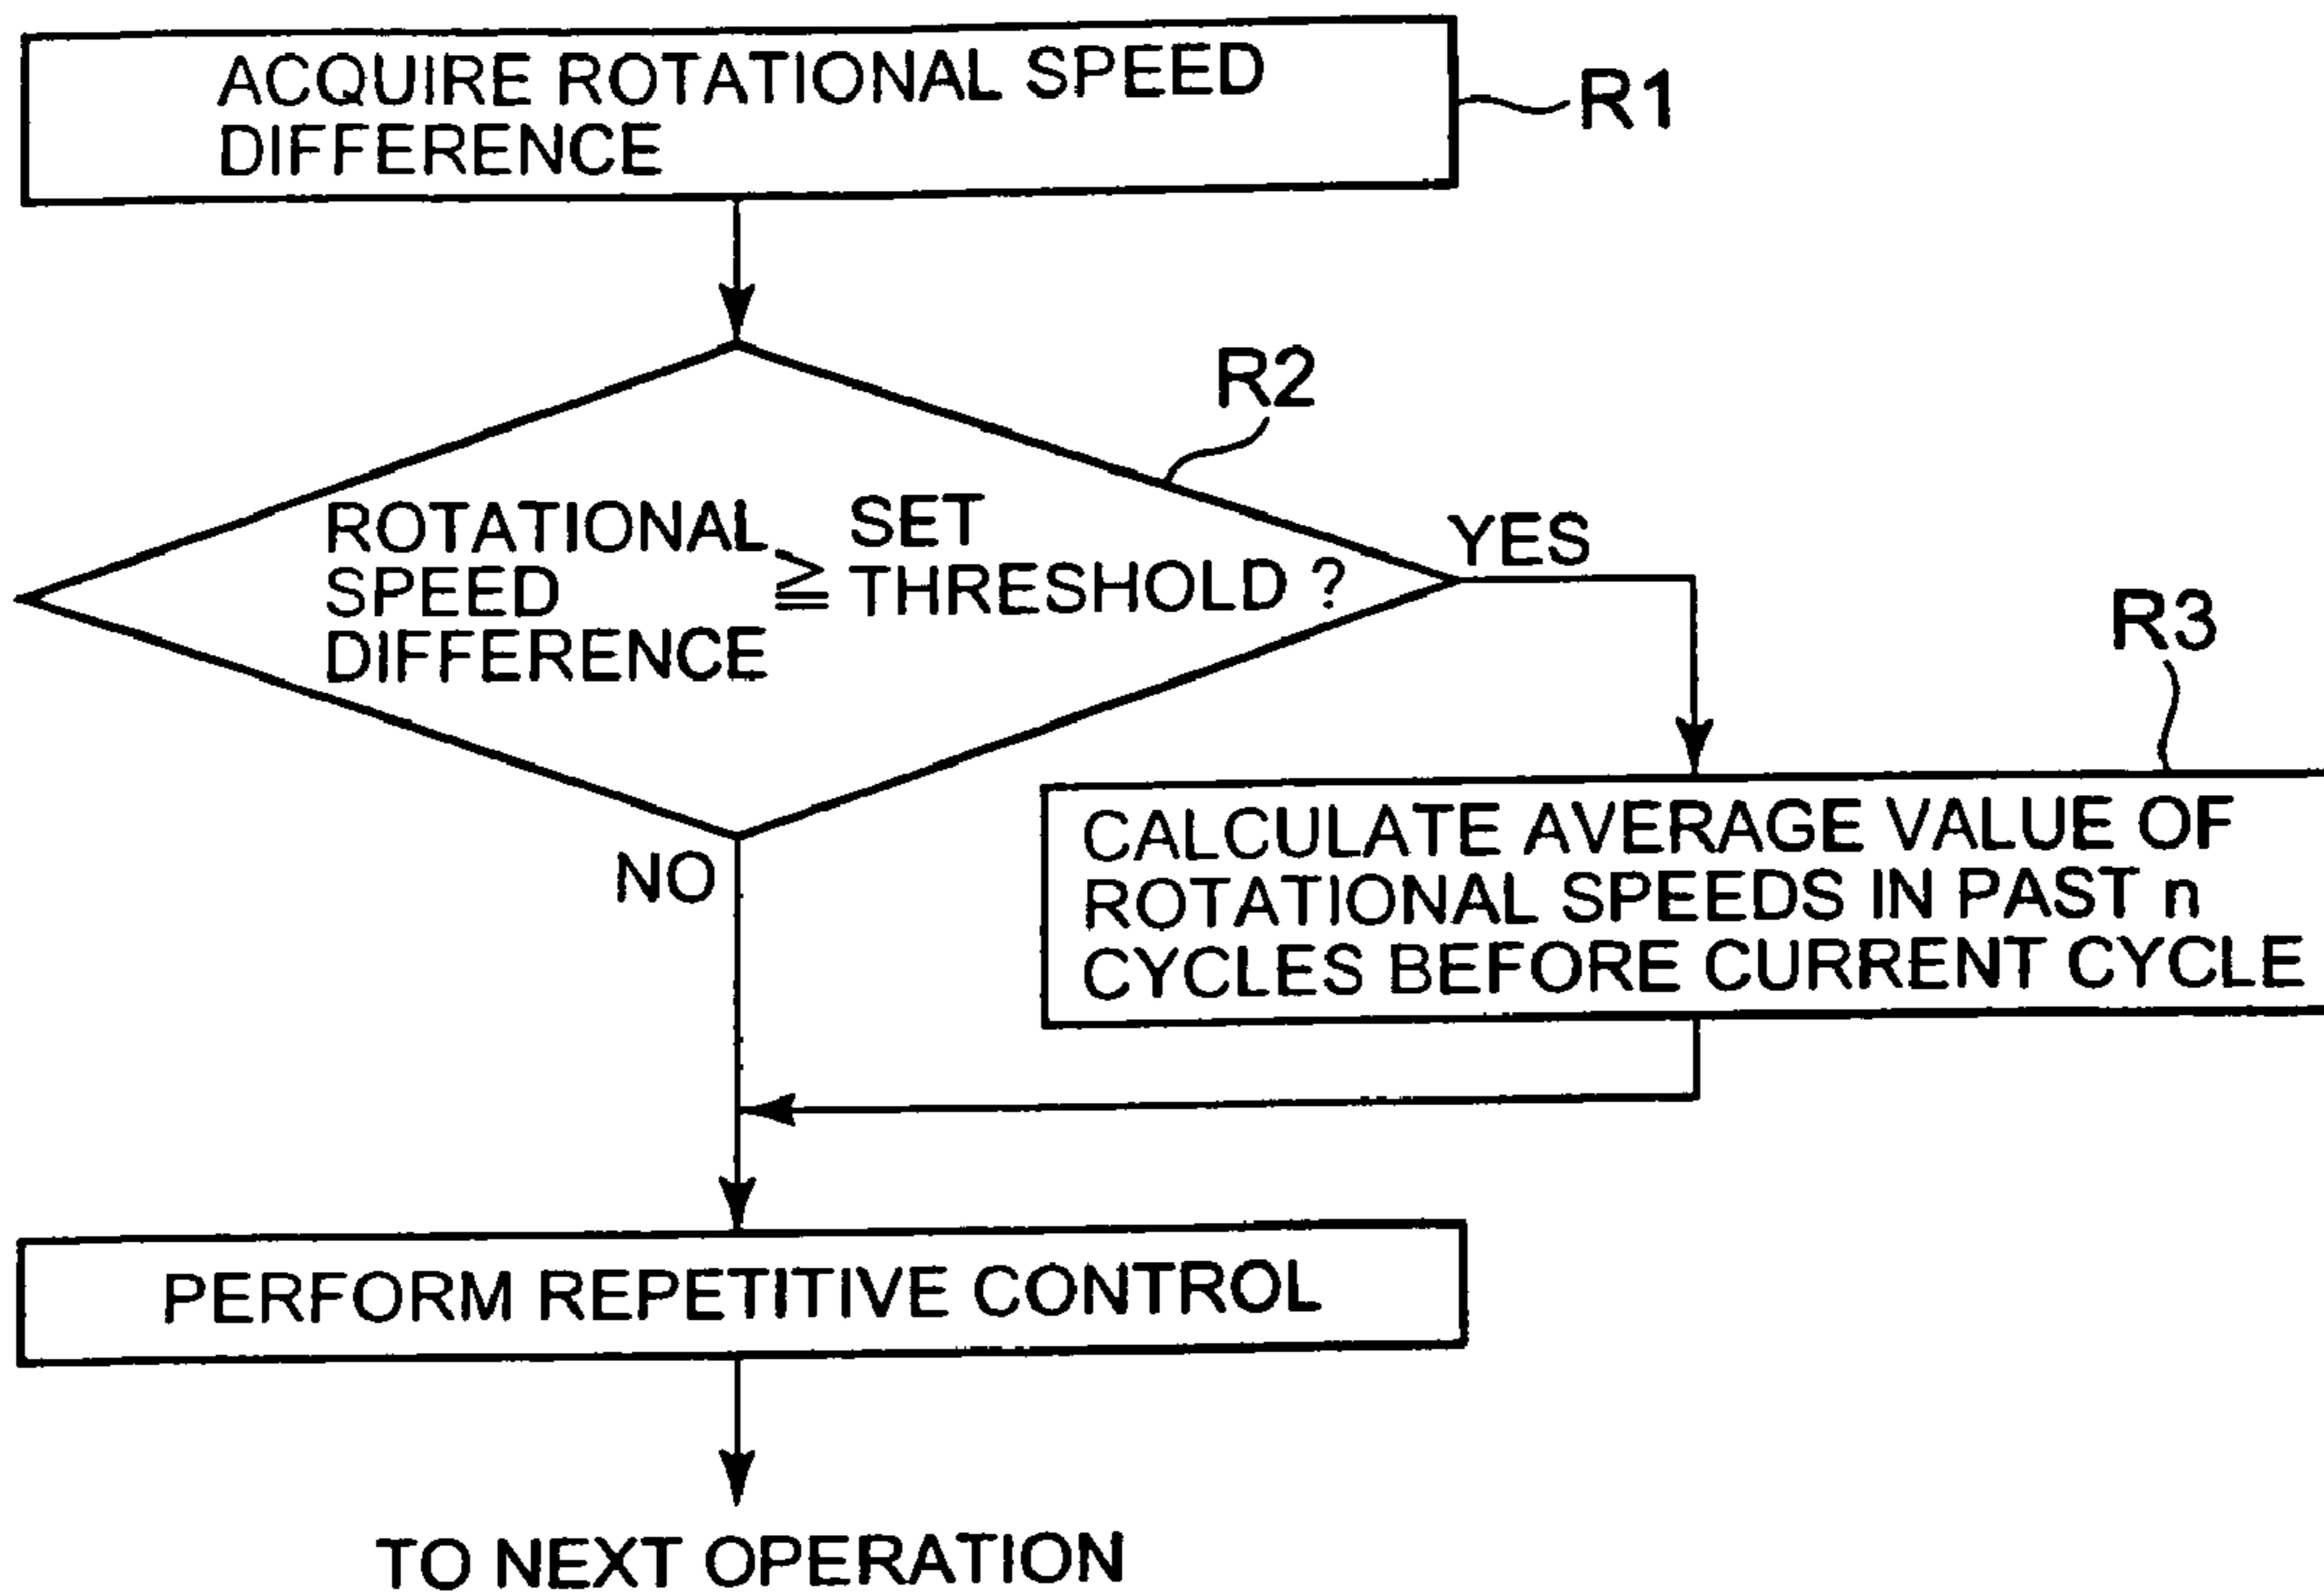 ACQUIRE ROTATIONAL SPEED
DIFFERENCE
R1
R2
ROTATIONAL
SPEED
DIFFERENCE
≧
SET
THRESHOLD ?
YES
R3
NO
CALCULATE AVERAGE VALUE OF
ROTATIONAL SPEEDS IN PAST n
CYCLES BEFORE CURRENT CYCLE
PERFORM REPETITIVE CONTROL
TO NEXT OPERATION